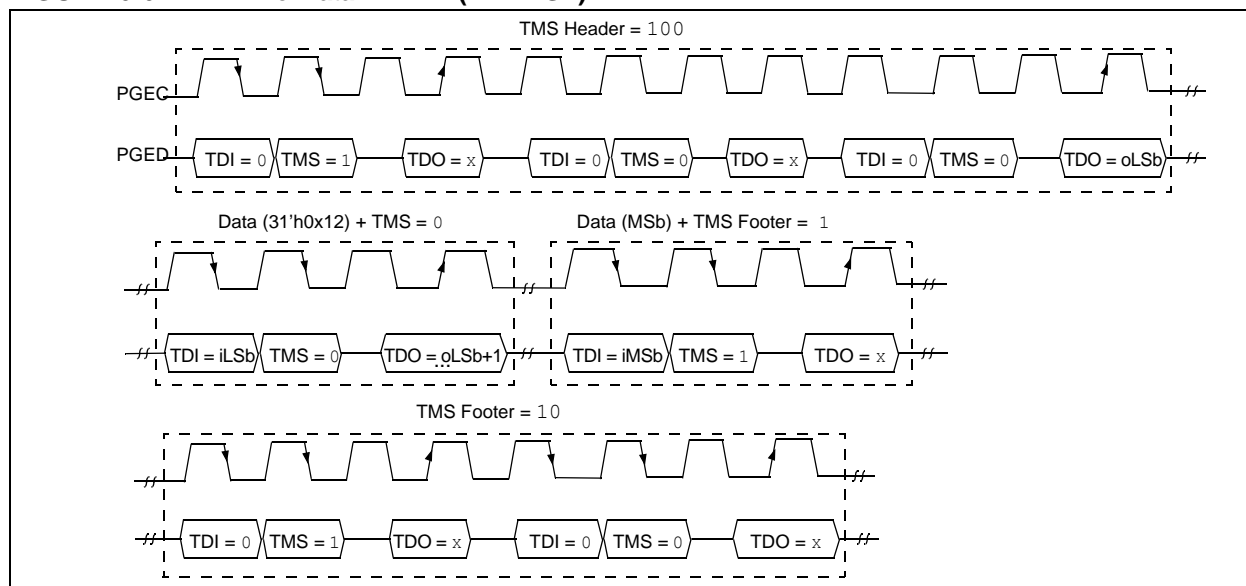 TMS Header = 100
PGEC
PGED TDI = 0 TMS = 1 TDO = x TDI = 0 TMS = 0 TDO = x TDI = 0 TMS = 0 TDO = oLSb
Data (31'h0x12) + TMS = 0 Data (MSb) + TMS Footer = 1
TDI = iLSb TMS = 0 TDO = oLSb+1 ... TDI = iMSb TMS = 1 TDO = x
TMS Footer = 10
TDI = 0 TMS = 1 TDO = x TDI = 0 TMS = 0 TDO = x